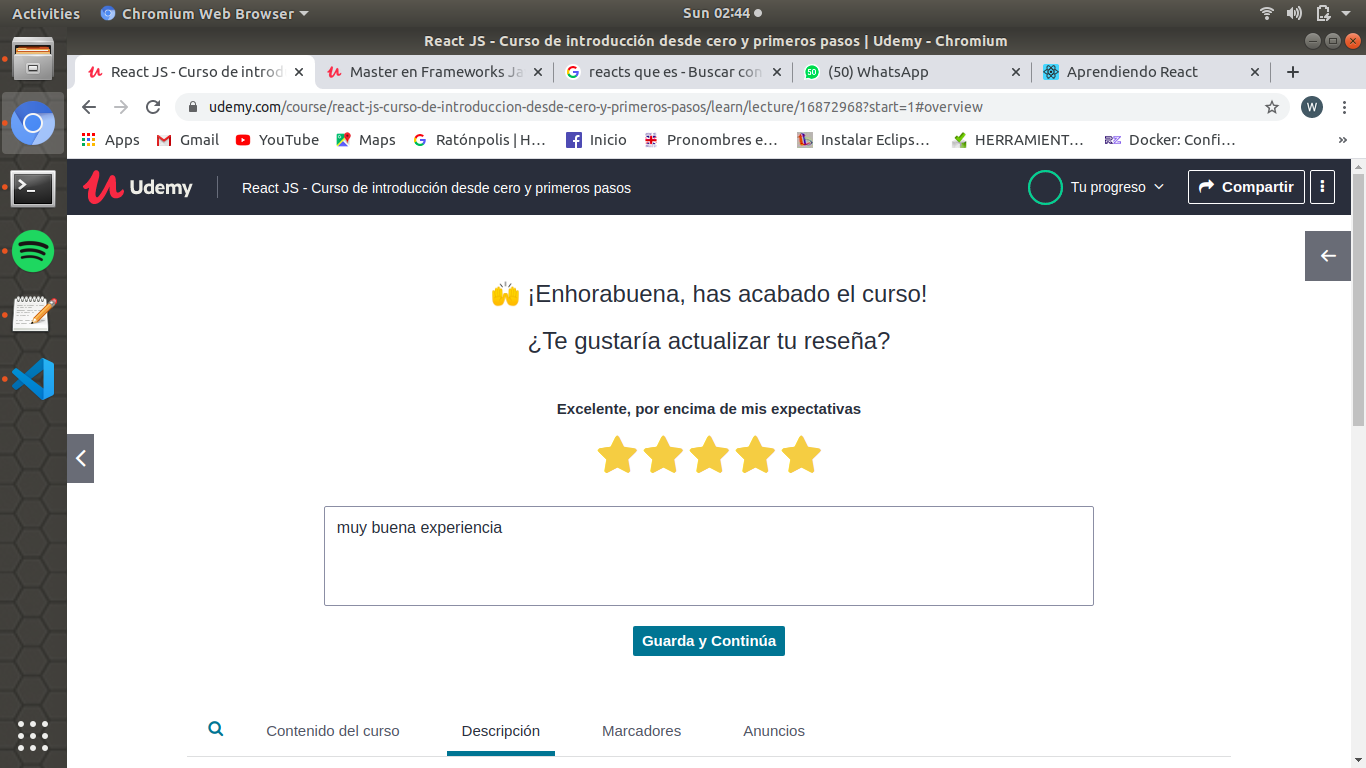 Activities
Chromium Web Browser
Sun 02:44
React JS - Curso de introducción desde cero y primeros pasos | Udemy - Chromium
React JS - Curso de introd
Master en Frameworks Ja
reacts que es - Buscar con
50
(50) WhatsApp
Aprendiendo React
udemy.com/course/react-js-curso-de-introduccion-desde-cero-y-primeros-pasos/learn/lecture/16872968?start=1#overview
W
Apps
Gmail
YouTube
Maps
Ratónpolis | H…
Inicio
Pronombres e…
Instalar Eclips…
HERRAMIENT…
Docker: Confi…
Udemy
React JS - Curso de introducción desde cero y primeros pasos
Tu progreso
Compartir
🙌 ¡Enhorabuena, has acabado el curso!
¿Te gustaría actualizar tu reseña?
Excelente, por encima de mis expectativas
muy buena experiencia
Guarda y Continúa
Contenido del curso
Descripción
Marcadores
Anuncios